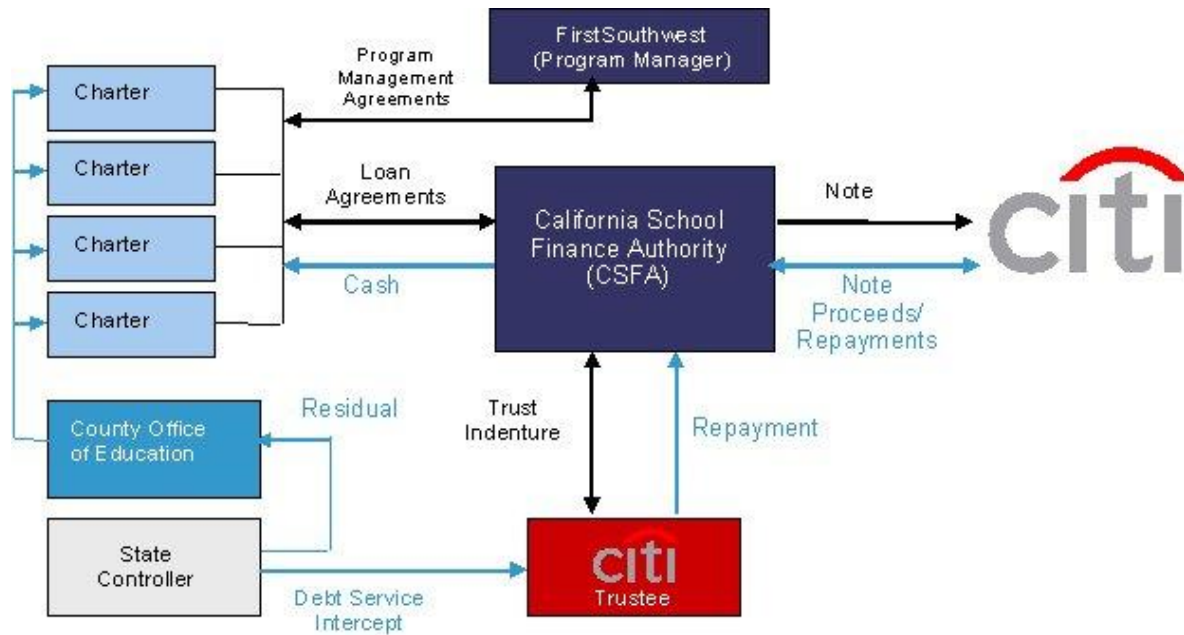 FirstSouthwest
(Program Manager)
Program
Management
Agreements
Charter
Charter
Charter
Charter
Loan
Agreements
Cash
California School
Finance Authority
(CSFA)
Note
citi
Note
Proceeds/
Repayments
County Office
of Education
Residual
Trust
Indenture
Repayment
State
Controller
Debt Service
Intercept
citi
Trustee